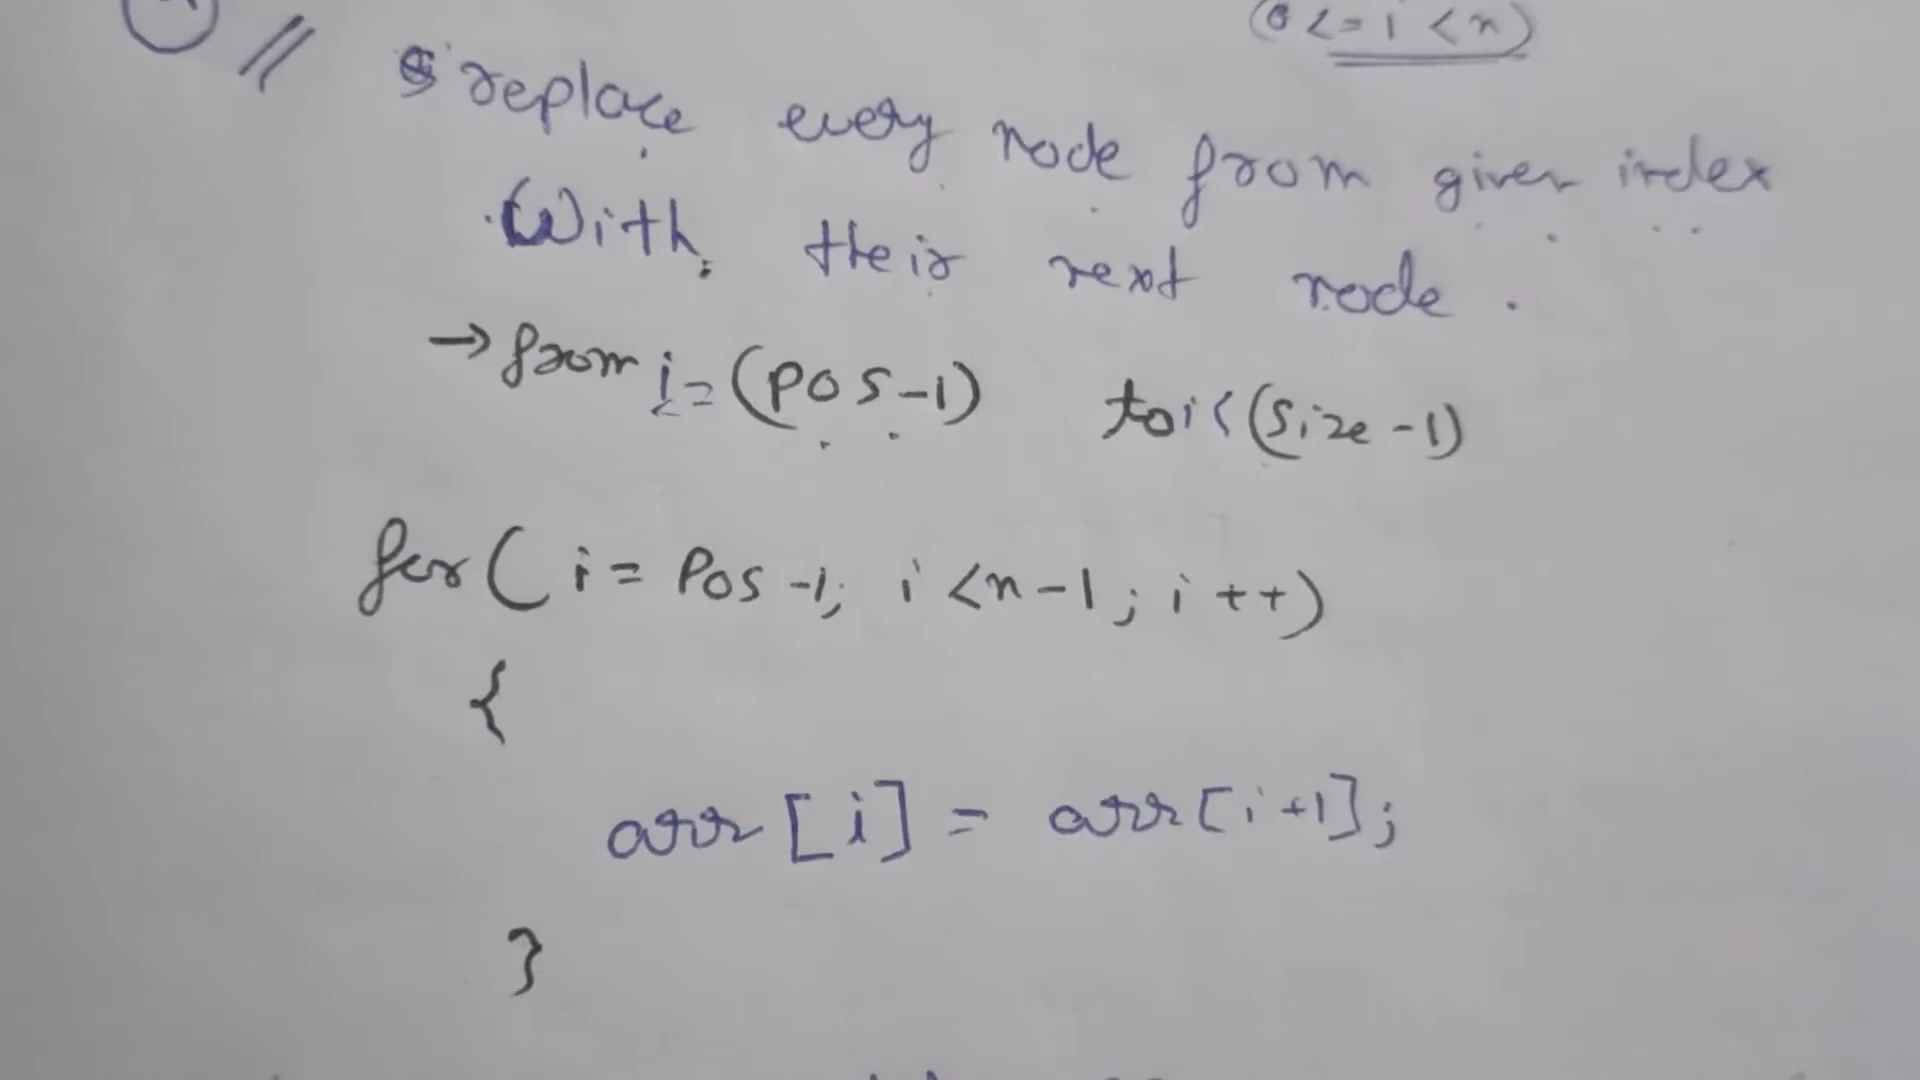 (0 <= i < n)
// replace every node from given index
With their next node .
→ from i = (pos-1) to i < (size-1)
for ( i = Pos -1; i < n-1; i ++)
{
arr [i] = arr [i+1];
}